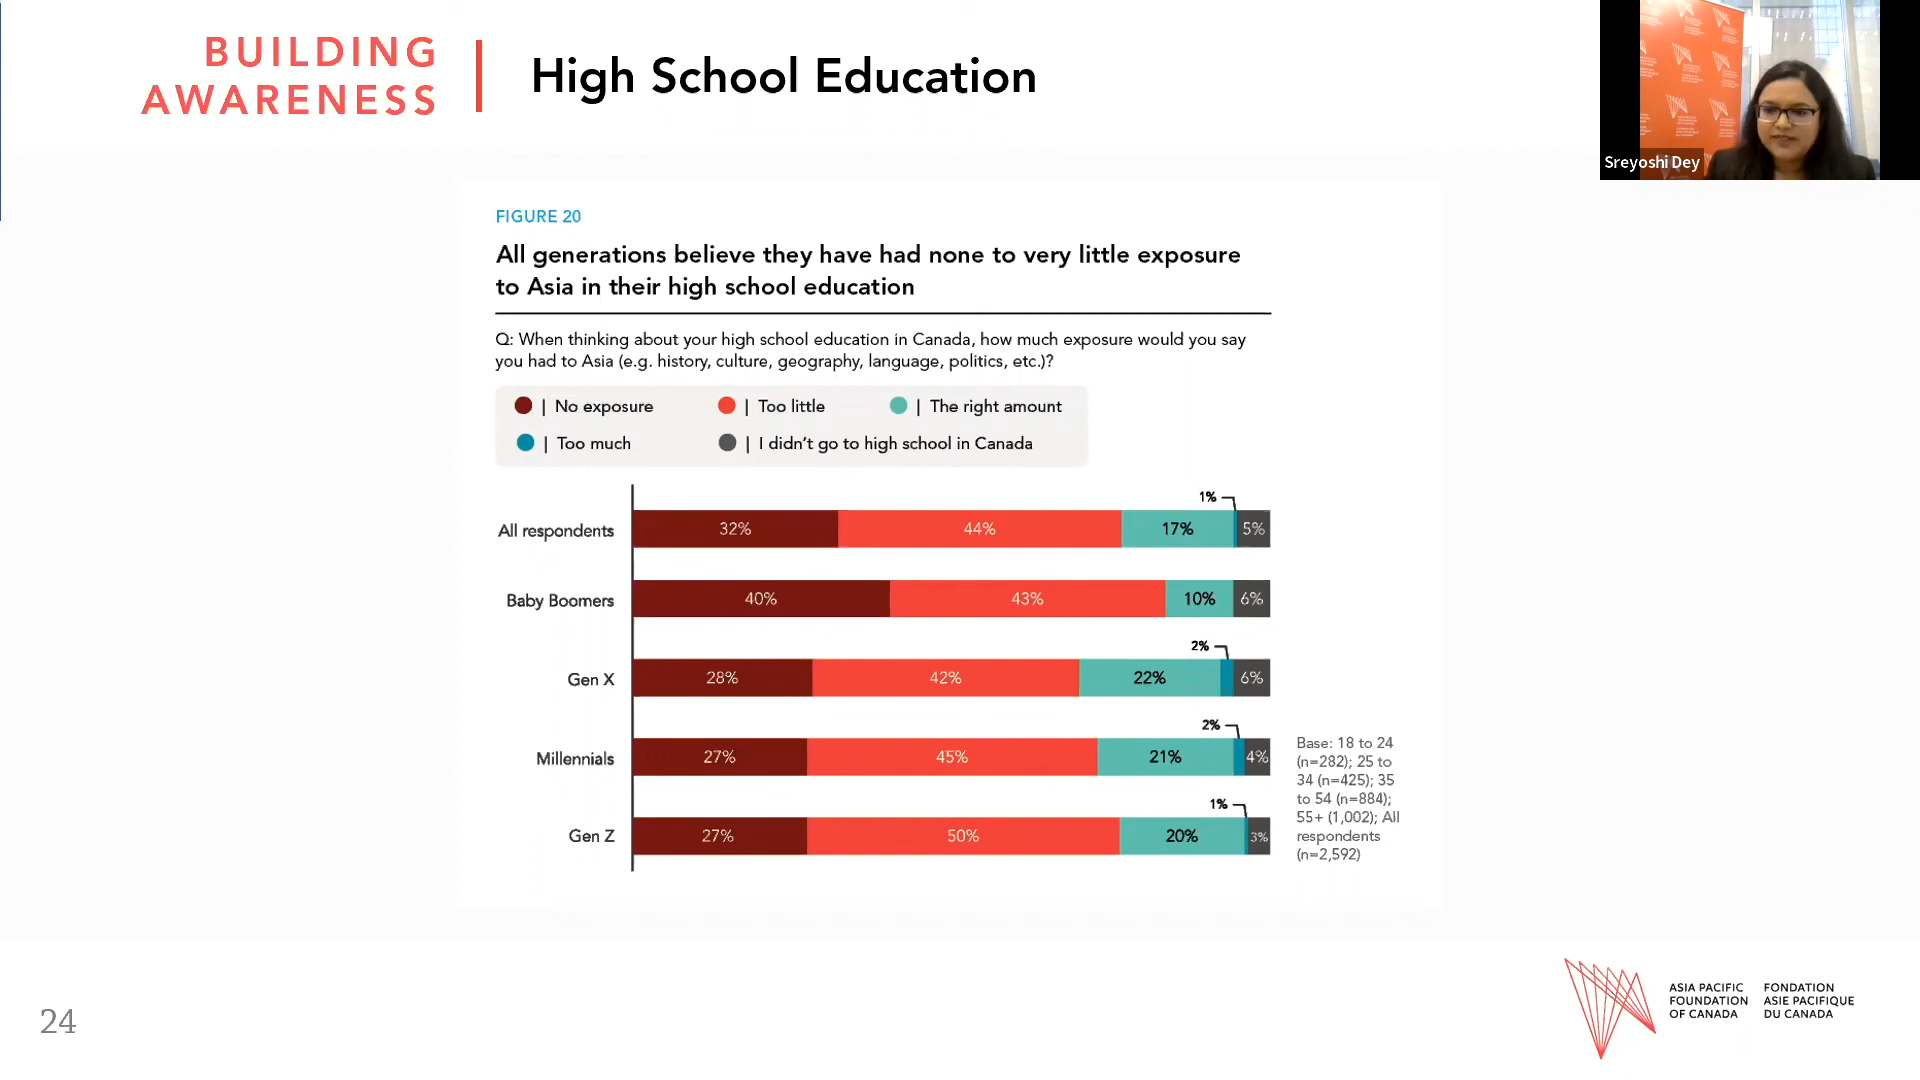 BUILDING
AWARENESS
High School Education
Sreyoshi Dey
FIGURE 20
All generations believe they have had none to very little exposure
to Asia in their high school education
Q: When thinking about your high school education in Canada, how much exposure would you say
you had to Asia (e.g. history, culture, geography, language, politics, etc.)?
| No exposure
| Too little
| The right amount
| Too much
| I didn't go to high school in Canada
1%
All respondents 32% 44% 17% 5%
Baby Boomers 40% 43% 10% 6%
2%
Gen X 28% 42% 22% 6%
2%
Millennials 27% 45% 21% 4%
1%
Gen Z 27% 50% 20% 3%
Base: 18 to 24
(n=282); 25 to
34 (n=425); 35
to 54 (n=884);
55+ (1,002); All
respondents
(n=2,592)
24
ASIA PACIFIC
FOUNDATION
OF CANADA
FONDATION
ASIE PACIFIQUE
DU CANADA